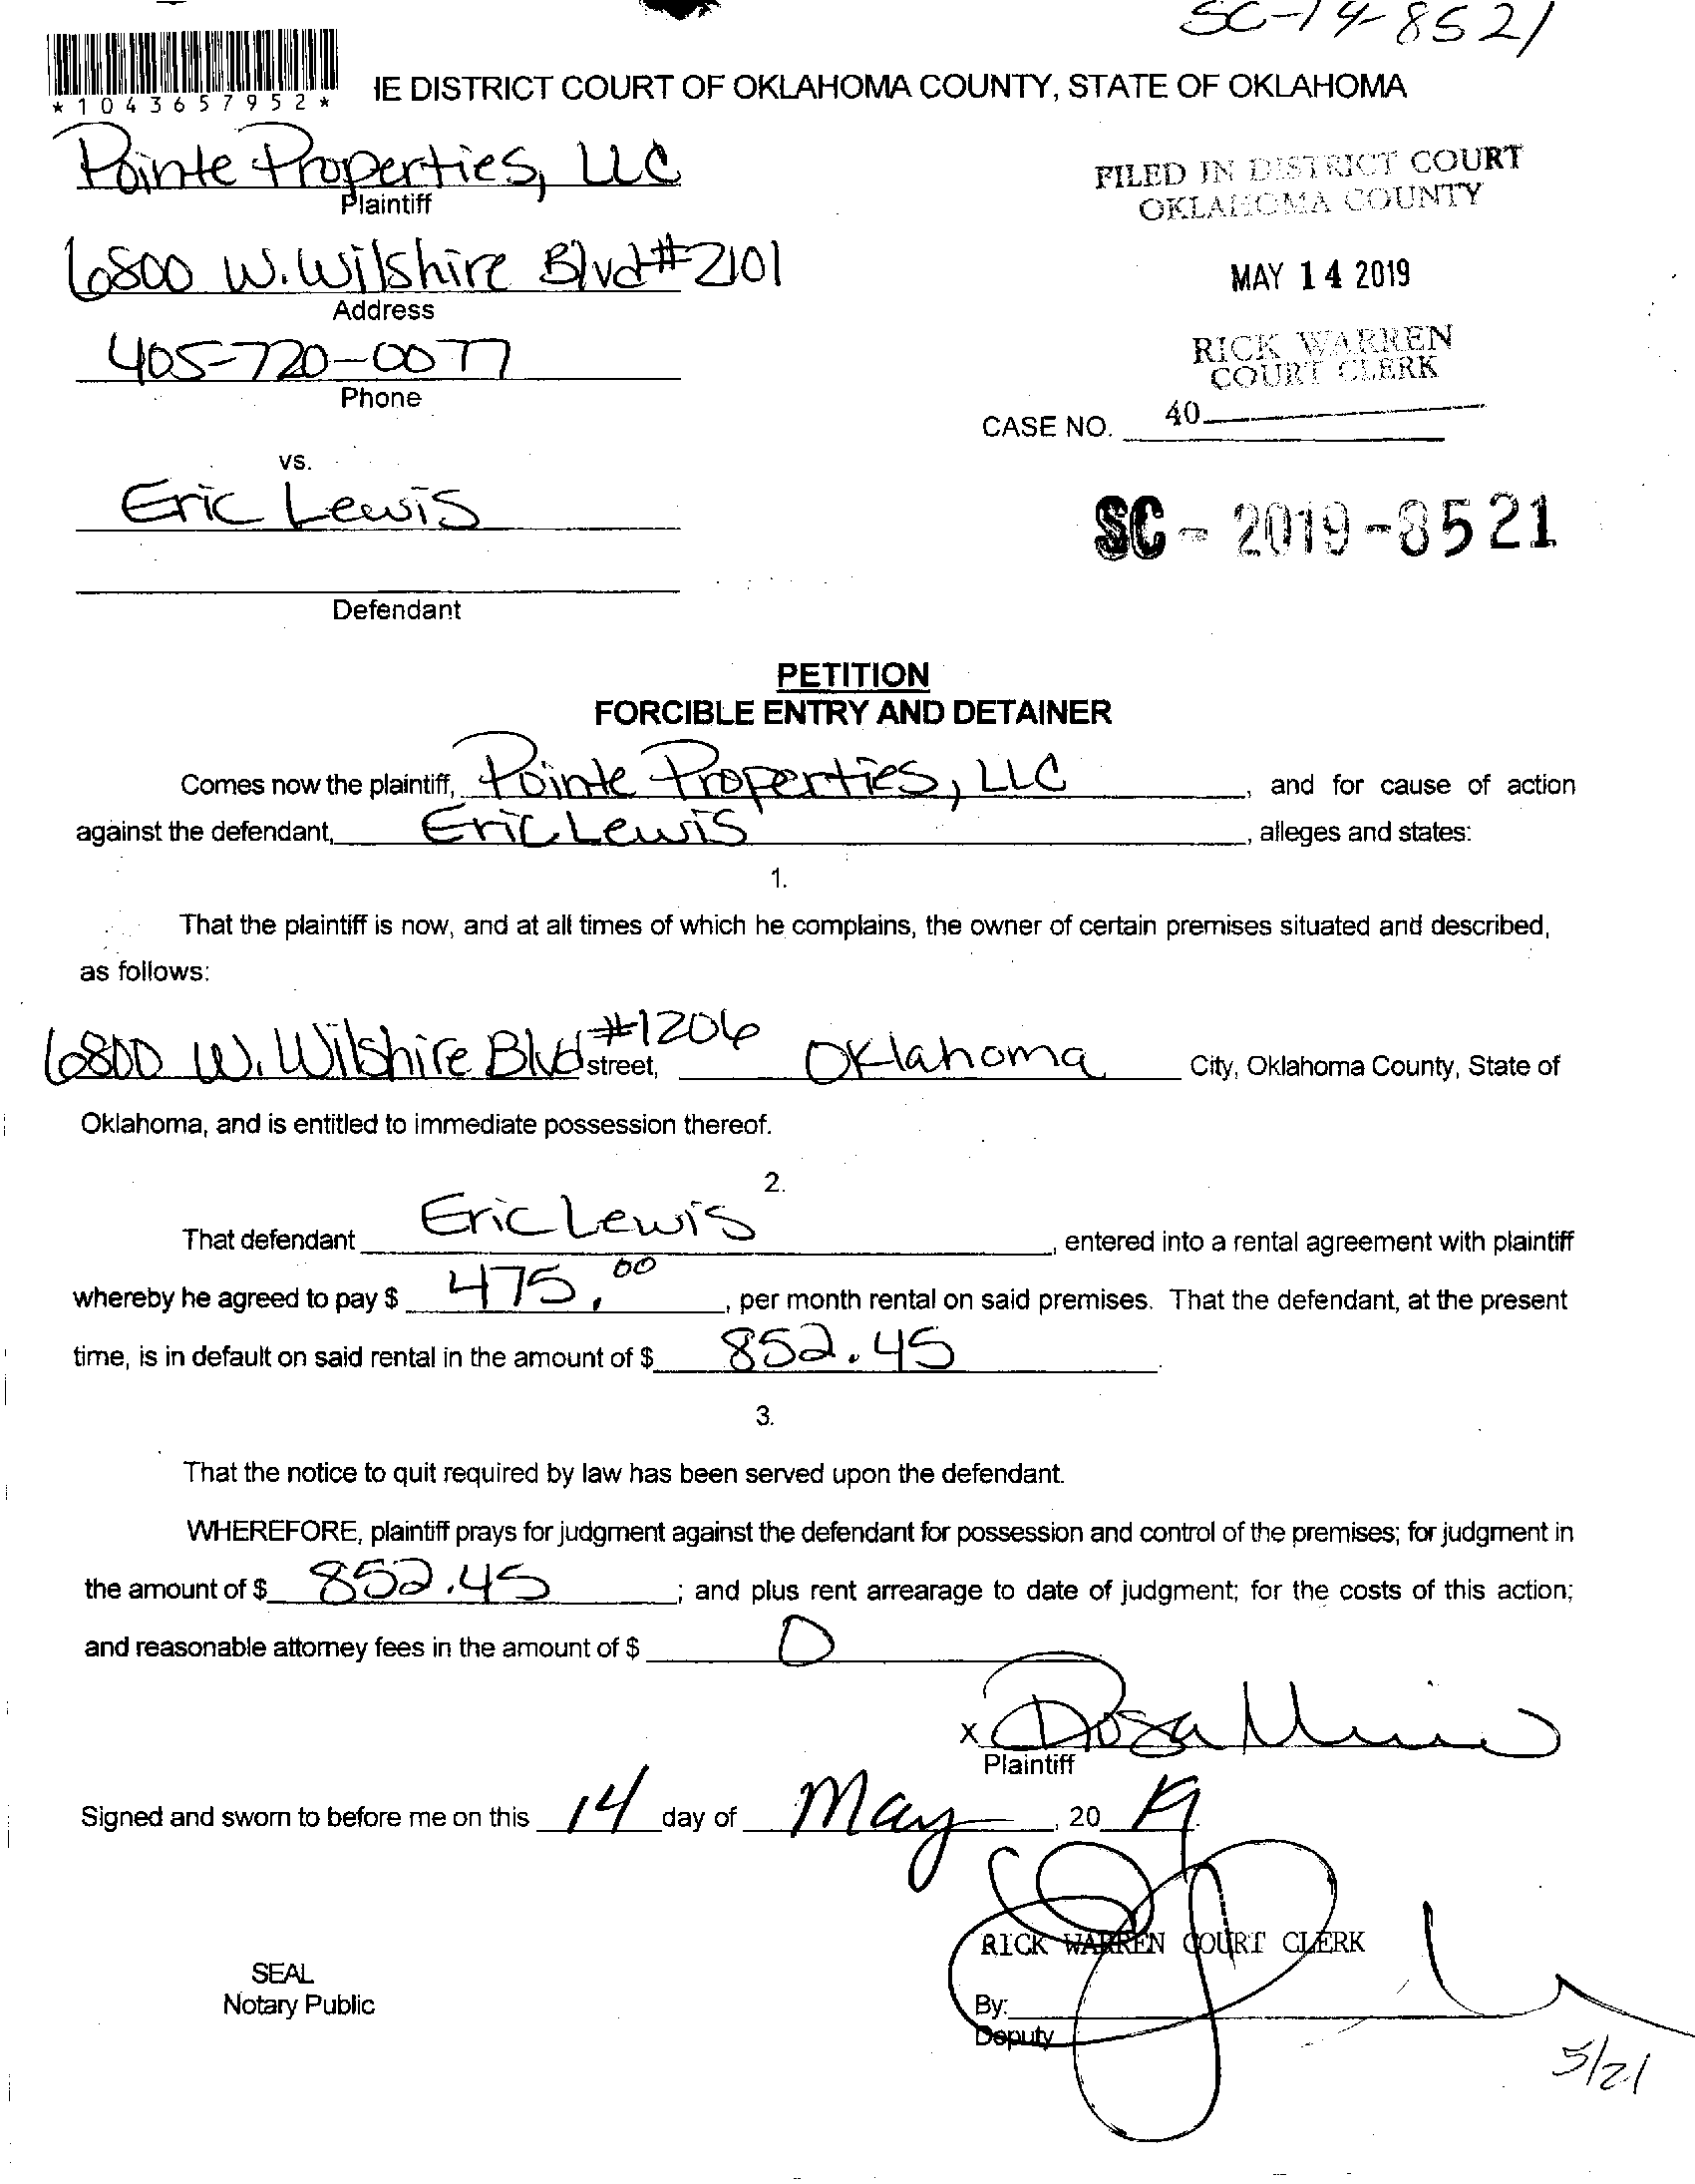 SC-19-8521
*1043657952*
IE DISTRICT COURT OF OKLAHOMA COUNTY, STATE OF OKLAHOMA
Pointe Properties, LLC
Plaintiff
FILED IN DISTRICT COURT
OKLAHOMA COUNTY
6800 W. Wilshire Blvd #2101
Address
MAY 14 2019
405-720-0077
Phone
RICK WARREN
COURT CLERK
CASE NO. 40
vs.
Eric Lewis
SC - 2019-8521
Defendant
PETITION
FORCIBLE ENTRY AND DETAINER
Comes now the plaintiff, Pointe Properties, LLC, and for cause of action
against the defendant, Eric Lewis, alleges and states:
1.
That the plaintiff is now, and at all times of which he complains, the owner of certain premises situated and described,
as follows:
6800 W. Wilshire Blvd #1206 street, Oklahoma City, Oklahoma County, State of
Oklahoma, and is entitled to immediate possession thereof.
2.
That defendant Eric Lewis, entered into a rental agreement with plaintiff
whereby he agreed to pay $ 475.00, per month rental on said premises. That the defendant, at the present
time, is in default on said rental in the amount of $ 852.45.
3.
That the notice to quit required by law has been served upon the defendant.
WHEREFORE, plaintiff prays for judgment against the defendant for possession and control of the premises; for judgment in
the amount of $ 852.45; and plus rent arrearage to date of judgment; for the costs of this action;
and reasonable attorney fees in the amount of $ 0
X Rosa
Plaintiff
Signed and sworn to before me on this 14 day of May, 2019.
RICK WARREN COURT CLERK
SEAL
Notary Public
By:
Deputy
5/21